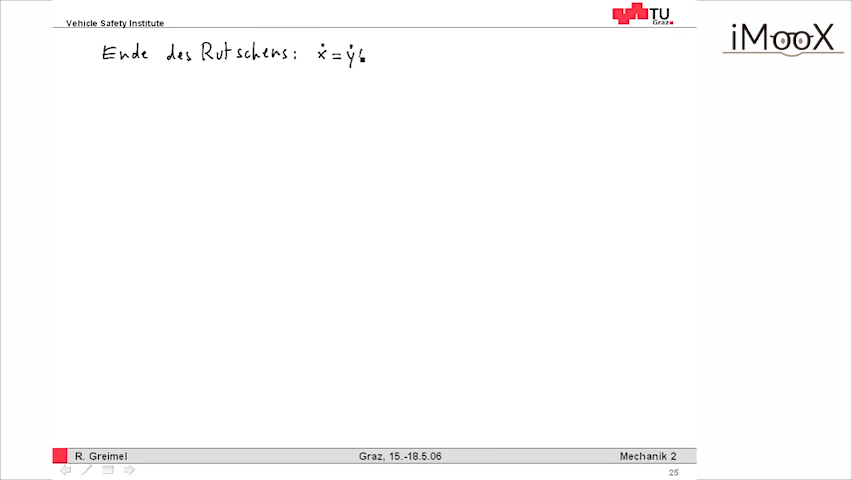 Vehicle Safety Institute
TU
Graz
iMooX
Ende des Rutschens: ẋ = ẏ
R. Greimel
Graz, 15.-18.5.06
Mechanik 2
25